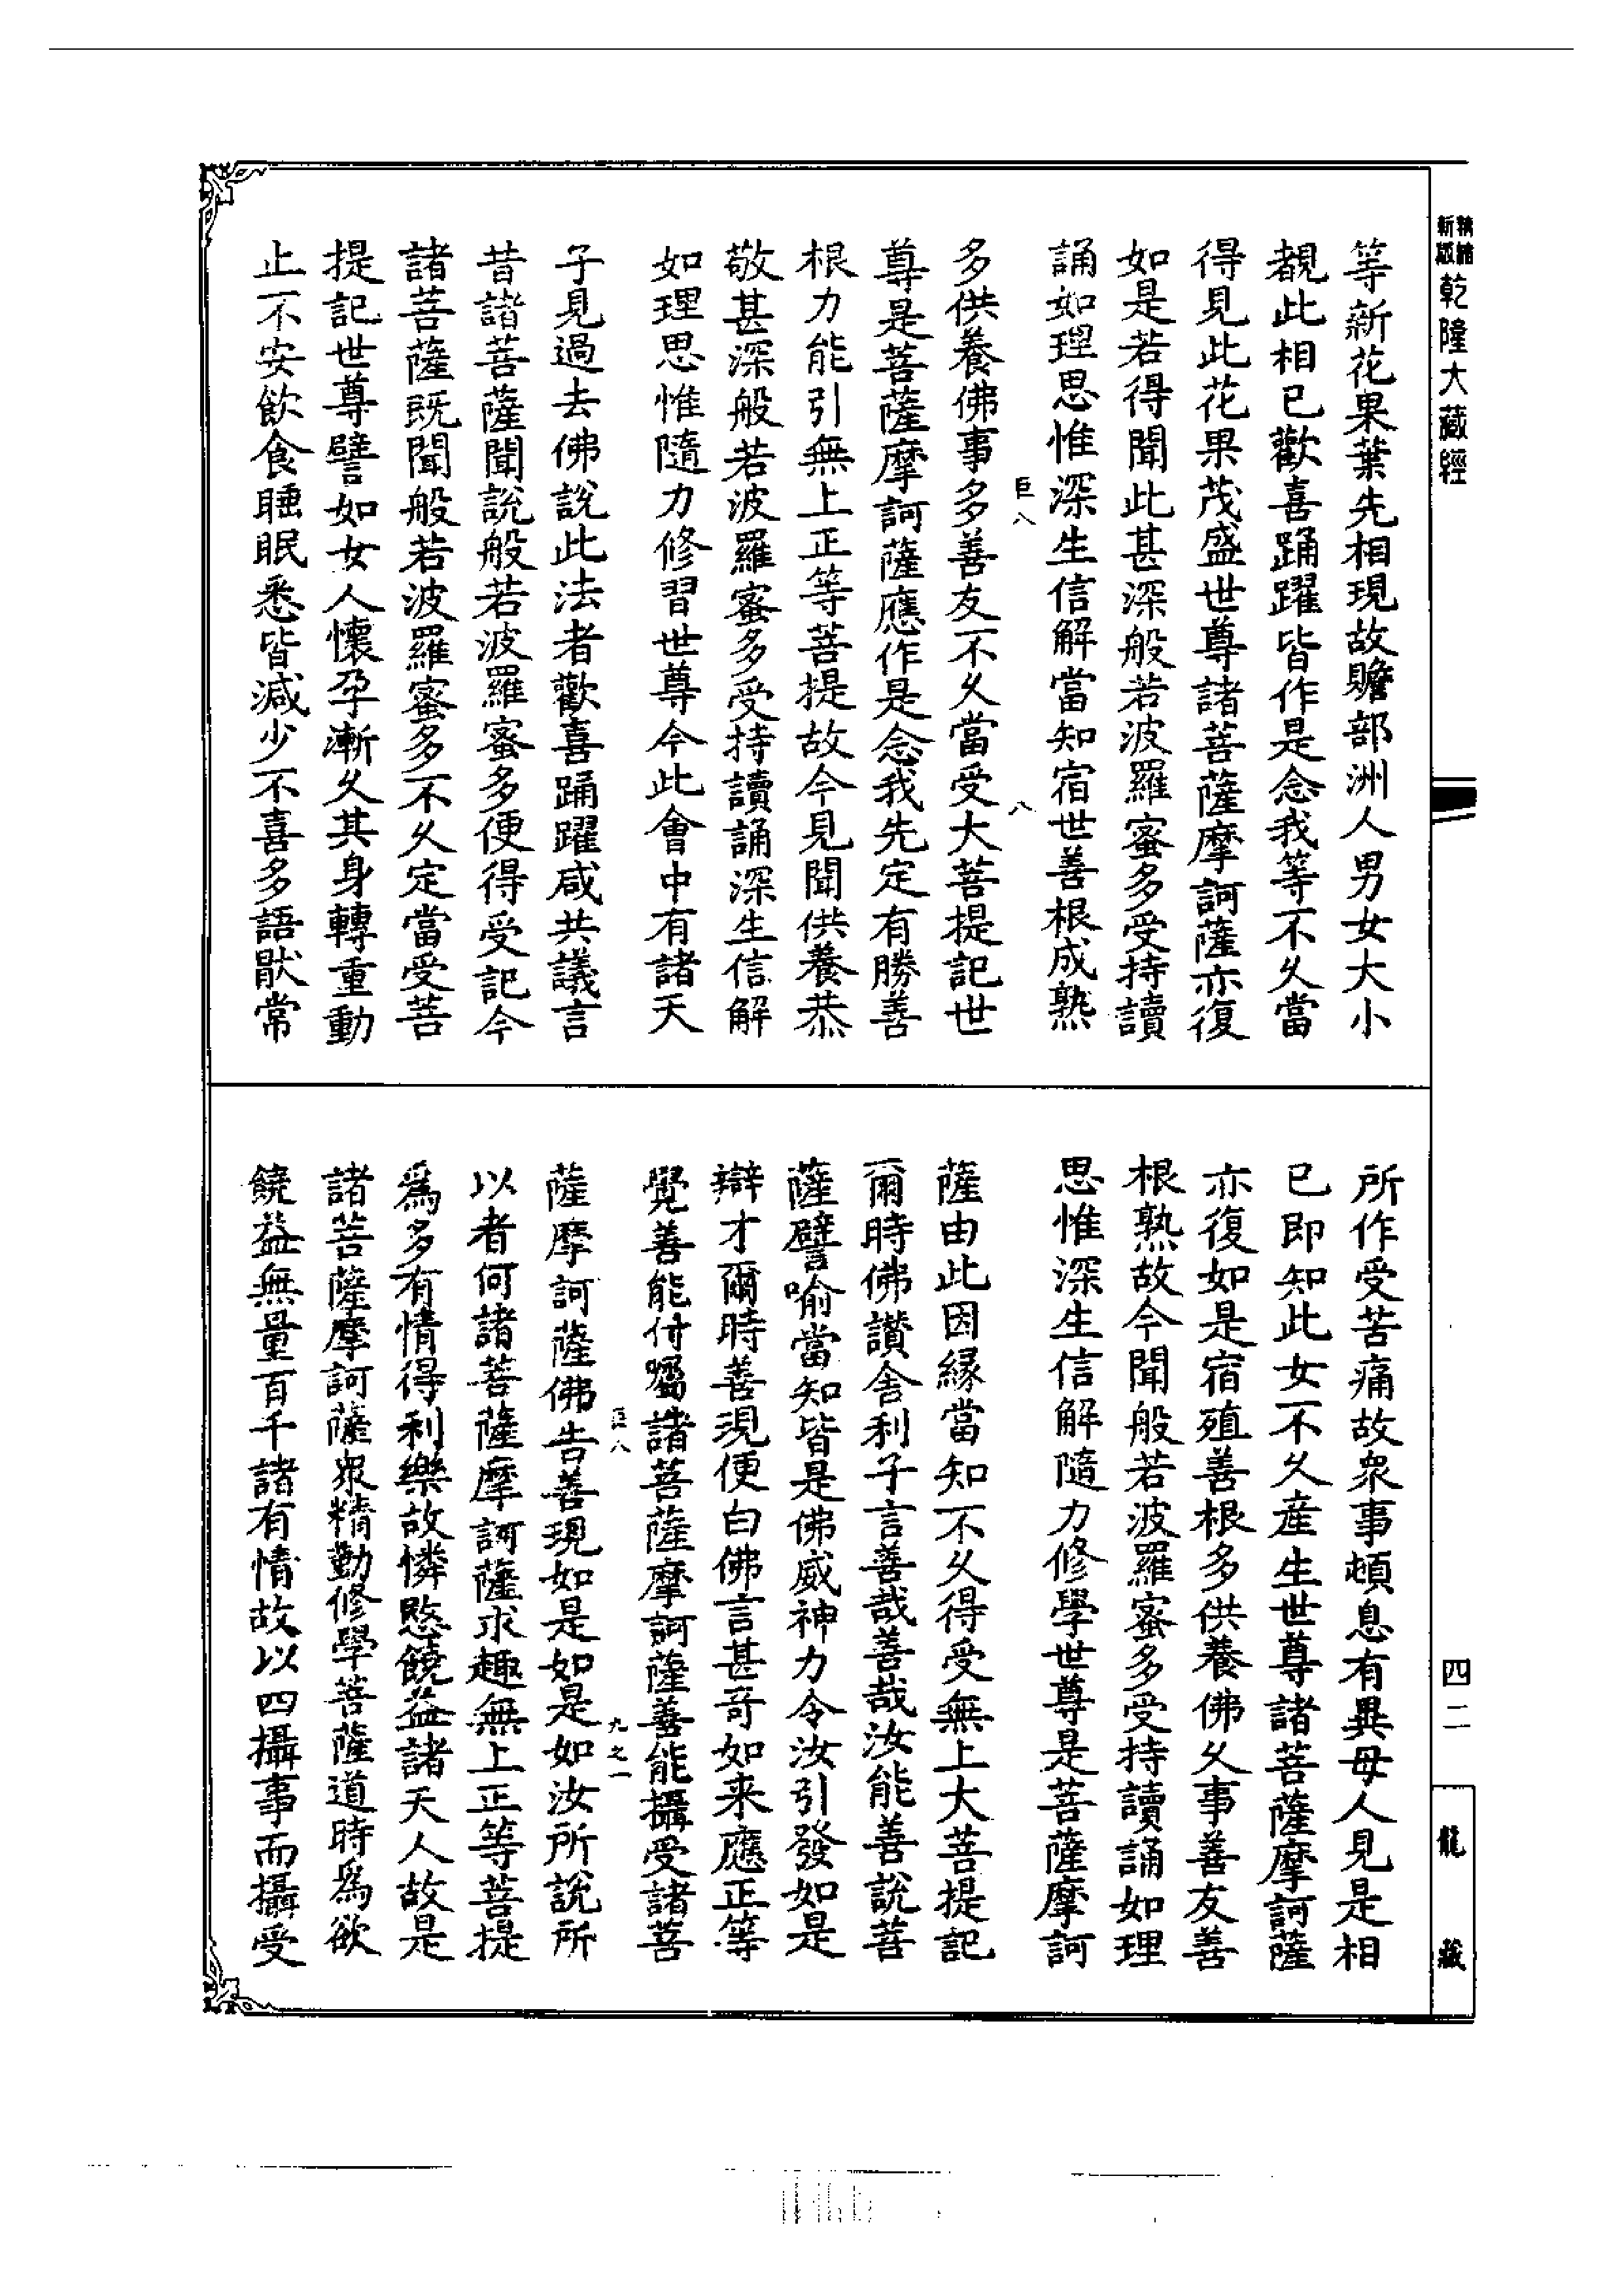 新編縮版
乾隆大藏經
等新花果葉先相現故贍部洲人男女大小
覩此相已歡喜踊躍皆作是念我等不久當
得見此花果茂盛世尊諸菩薩摩訶薩亦復
如是若得聞此甚深般若波羅蜜多受持讀
誦如理思惟深生信解當知宿世善根成熟
巨八
八
多供養佛事多善友不久當受大菩提記世
尊是菩薩摩訶薩應作是念我先定有勝善
根力能引無上正等菩提故今見聞供養恭
敬甚深般若波羅蜜多受持讀誦深生信解
如理思惟隨力修習世尊今此會中有諸天
子見過去佛說此法者歡喜踊躍咸共議言
昔諸菩薩聞說般若波羅蜜多便得受記今
諸菩薩既聞般若波羅蜜多不久定當受菩
提記世尊譬如女人懷孕漸久其身轉重動
止不安飲食睡眠悉皆減少不喜多語猒常
所作受苦痛故衆事頓息有異母人見是相
已即知此女不久產生世尊諸菩薩摩訶薩
亦復如是宿殖善根多供養佛久事善友善
根熟故今聞般若波羅蜜多受持讀誦如理
思惟深生信解隨力修學世尊是菩薩摩訶
薩由此因緣當知不久得受無上大菩提記
爾時佛讚舍利子言善哉善哉汝能善說菩
薩譬喻當知皆是佛威神力令汝引發如是
辯才爾時善現便白佛言甚奇如来應正等
覺善能付囑諸菩薩摩訶薩善能攝受諸菩
巨八
九之一
薩摩訶薩佛告善現如是如是如汝所說所
以者何諸菩薩摩訶薩求趣無上正等菩提
爲多有情得利樂故憐愍饒益諸天人故是
諸菩薩摩訶薩衆精勤修學菩薩道時爲欲
饒益無量百千諸有情故以四攝事而攝受
四二
龍藏